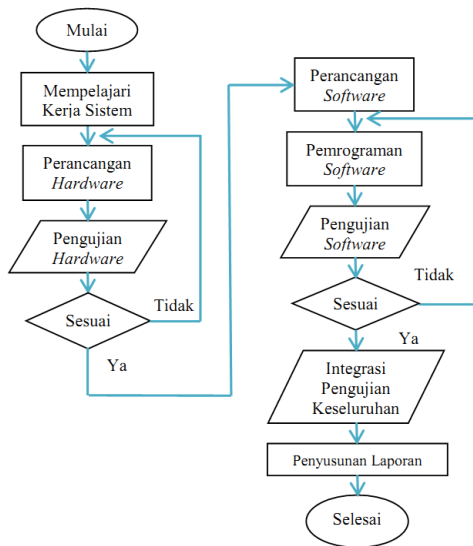 Mulai
Mempelajari
Kerja Sistem
Perancangan
Hardware
Pengujian
Hardware
Sesuai
Tidak
Ya
Perancangan
Software
Pemrograman
Software
Pengujian
Software
Tidak
Sesuai
Ya
Integrasi
Pengujian
Keseluruhan
Penyusunan Laporan
Selesai